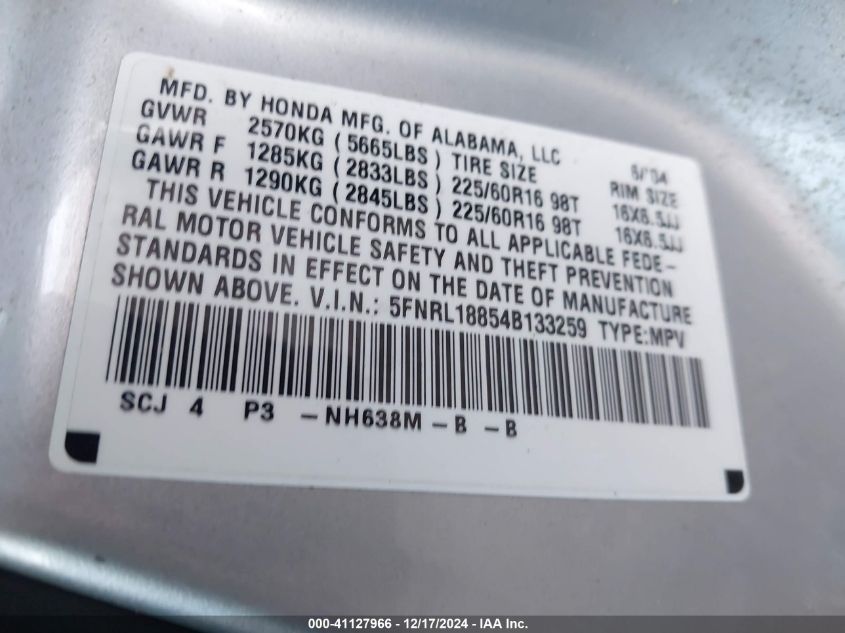 MFD. BY HONDA MFG. OF ALABAMA, LLC 6/'04
GVWR 2570KG (5665LBS) TIRE SIZE RIM SIZE
GAWR F 1285KG (2833LBS) 225/60R16 98T 16X6.5JJ
GAWR R 1290KG (2845LBS) 225/60R16 98T 16X6.5JJ
THIS VEHICLE CONFORMS TO ALL APPLICABLE FEDE-
RAL MOTOR VEHICLE SAFETY AND THEFT PREVENTION
STANDARDS IN EFFECT ON THE DATE OF MANUFACTURE
SHOWN ABOVE. V.I.N.: 5FNRL18854B133259 TYPE:MPV
SCJ 4 P3 -NH638M-B -B
000-41127966 - 12/17/2024 - IAA Inc.